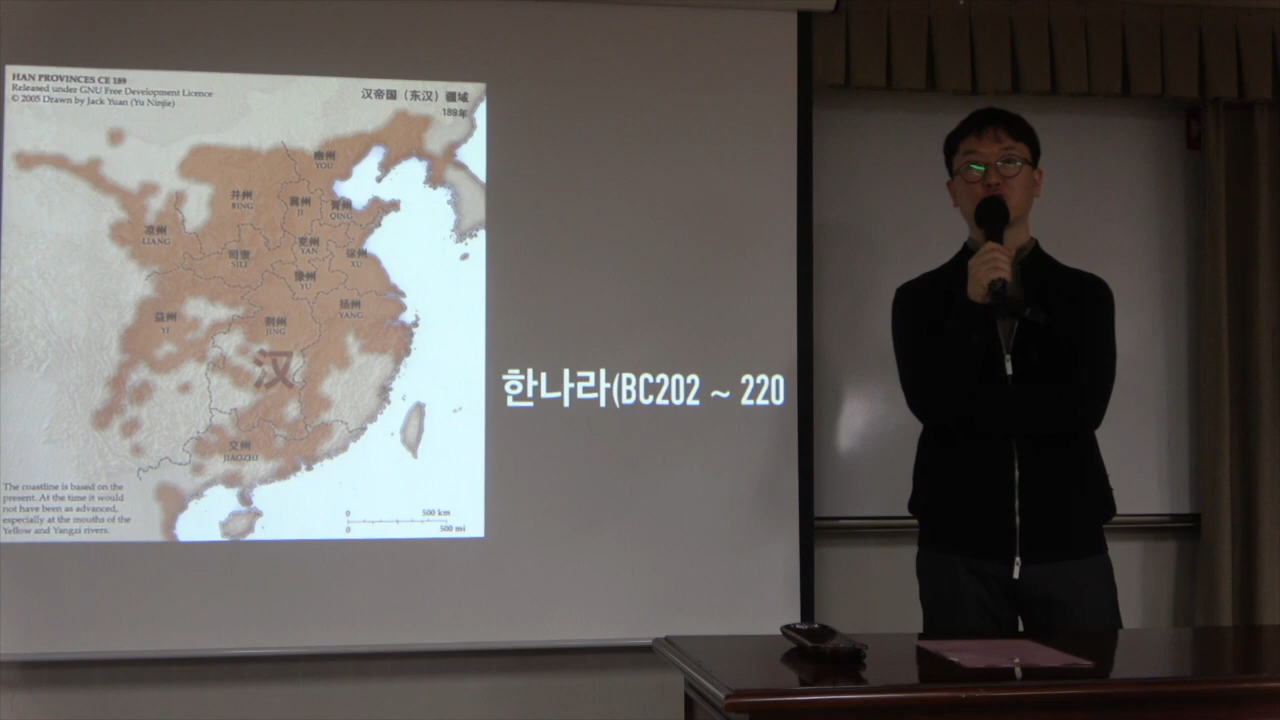 HAN PROVINCES CE 189
Released under GNU Free Development Licence
© 2005 Drawn by Jack Yuan (Yu Ninjie)
汉帝国（东汉）疆域
189年
幽州
YOU
并州
BING
冀州
JI
青州
QING
凉州
LIANG
兖州
YAN
司隶
SILI
徐州
XU
豫州
YU
扬州
YANG
益州
YI
荆州
JING
汉
한나라(BC202 ~ 220
交州
JIAOZHI
The coastline is based on the
present. At the time it would
not have been as advanced,
especially at the mouths of the
Yellow and Yangzi rivers.
0 500 km
0 500 mi